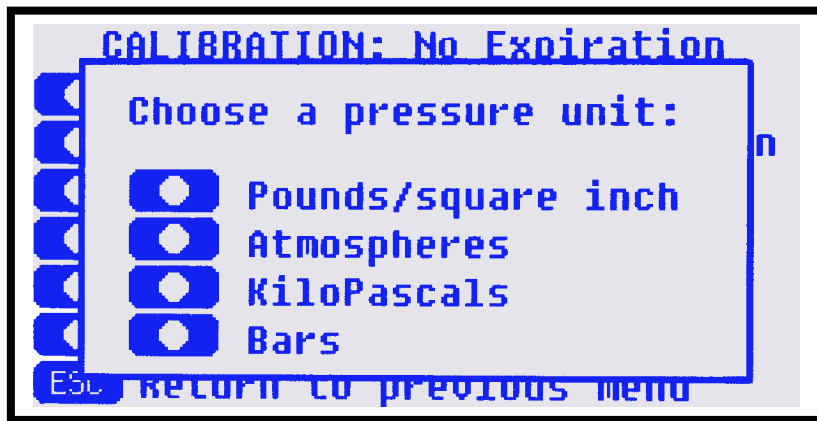 CALIBRATION: No Expiration
Choose a pressure unit:
n
Pounds/square inch
Atmospheres
KiloPascals
Bars
ESC Return to previous menu